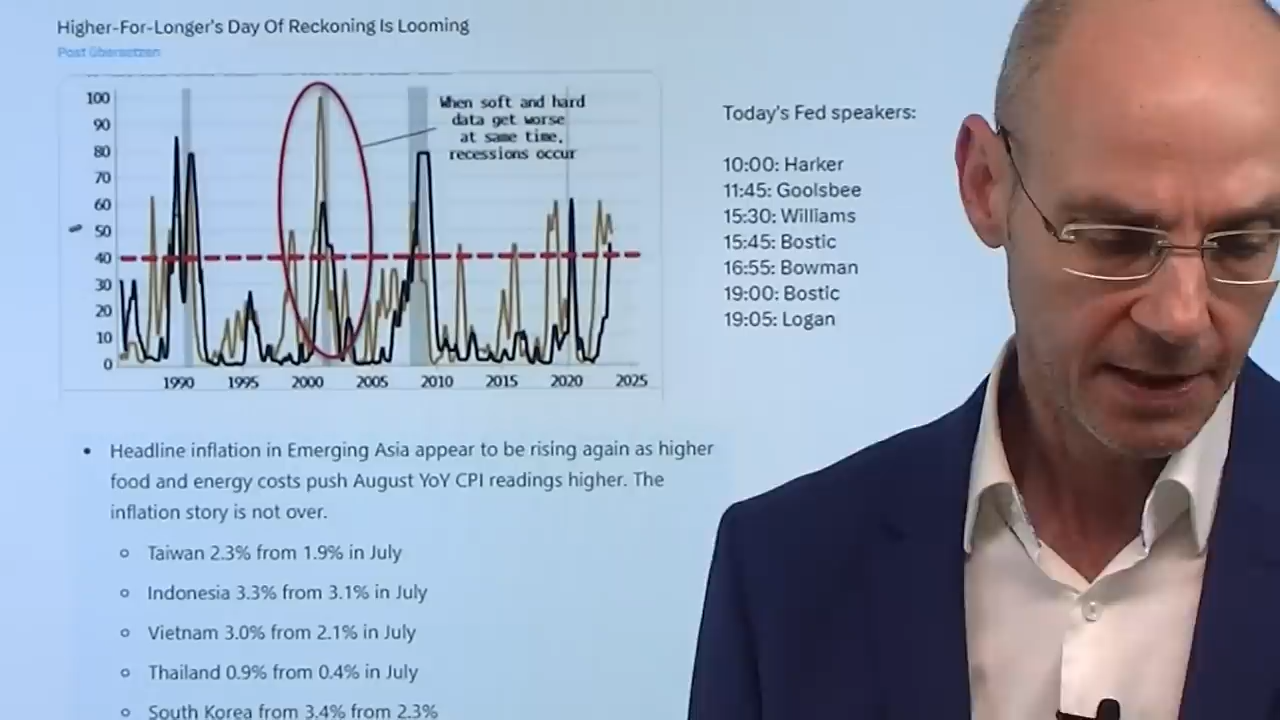 Higher-For-Longer's Day Of Reckoning Is Looming
Post übersetzen
100
90
80
70
60
50
40
30
20
10
0
%
When soft and hard
data get worse
at same time,
recessions occur
1990 1995 2000 2005 2010 2015 2020 2025
Today's Fed speakers:
10:00: Harker
11:45: Goolsbee
15:30: Williams
15:45: Bostic
16:55: Bowman
19:00: Bostic
19:05: Logan
• Headline inflation in Emerging Asia appear to be rising again as higher
food and energy costs push August YoY CPI readings higher. The
inflation story is not over.
○ Taiwan 2.3% from 1.9% in July
○ Indonesia 3.3% from 3.1% in July
○ Vietnam 3.0% from 2.1% in July
○ Thailand 0.9% from 0.4% in July
○ South Korea from 3.4% from 2.3%